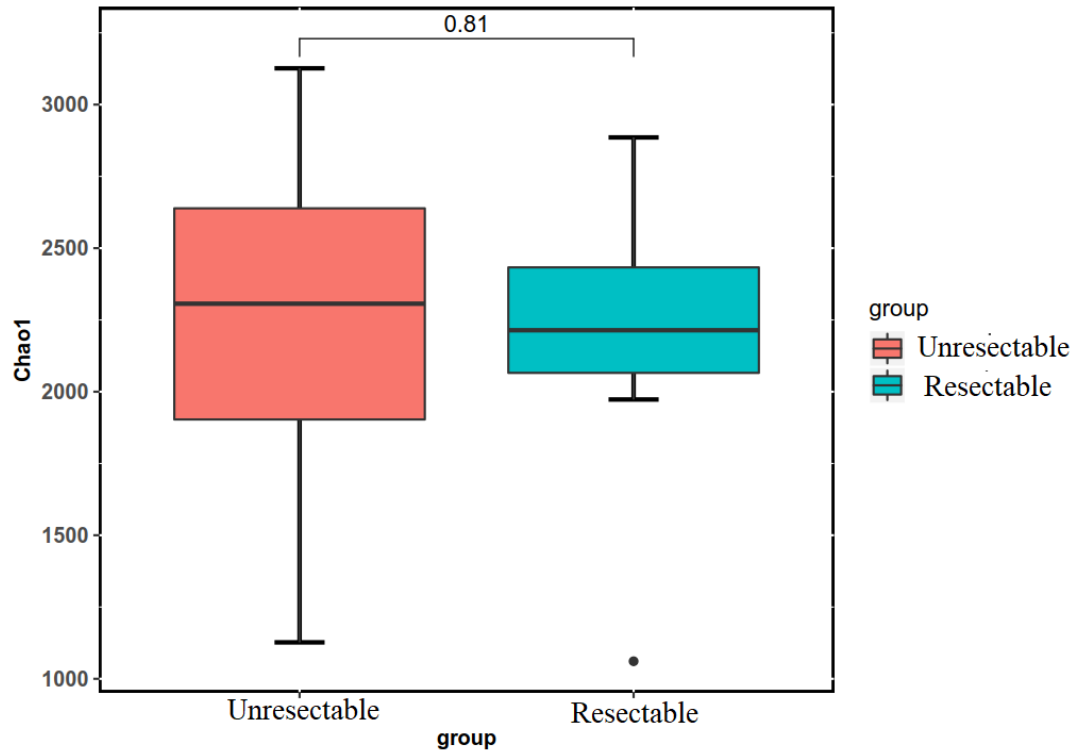 0.81
3000
2500
2000
1500
1000
Chao1
Unresectable
Resectable
group
group
Unresectable
Resectable